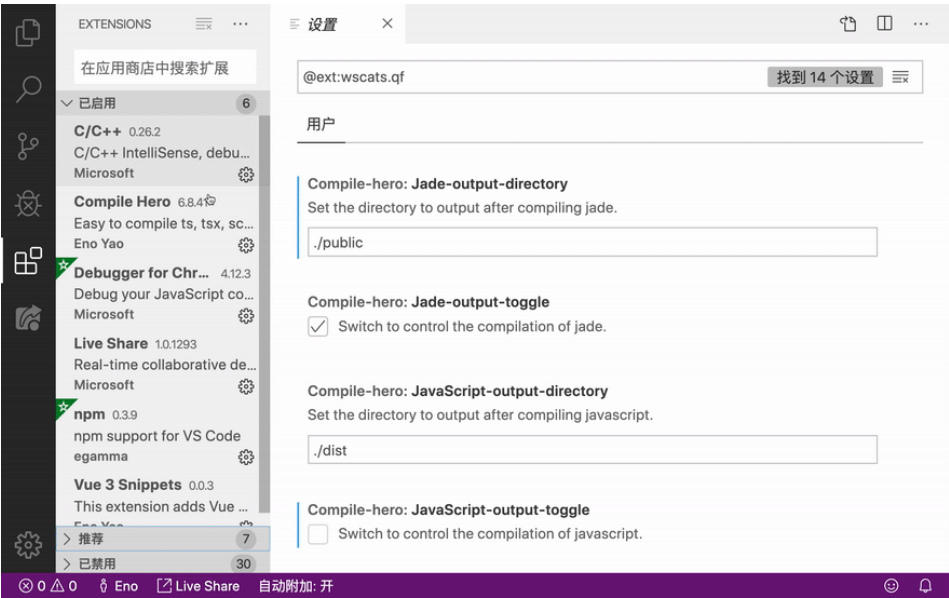 EXTENSIONS
设置
在应用商店中搜索扩展
@ext:wscats.qf
找到 14 个设置
已启用
6
用户
C/C++ 0.26.2
C/C++ IntelliSense, debu...
Microsoft
Compile Hero 6.8.4
Easy to compile ts, tsx, sc...
Eno Yao
Debugger for Chr... 4.12.3
Debug your JavaScript co...
Microsoft
Live Share 1.0.1293
Real-time collaborative de...
Microsoft
npm 0.3.9
npm support for VS Code
egamma
Vue 3 Snippets 0.0.3
This extension adds Vue ...
Eno Yao
推荐
7
已禁用
30
Compile-hero: Jade-output-directory
Set the directory to output after compiling jade.
./public
Compile-hero: Jade-output-toggle
Switch to control the compilation of jade.
Compile-hero: JavaScript-output-directory
Set the directory to output after compiling javascript.
./dist
Compile-hero: JavaScript-output-toggle
Switch to control the compilation of javascript.
0
0
Eno
Live Share
自动附加: 开